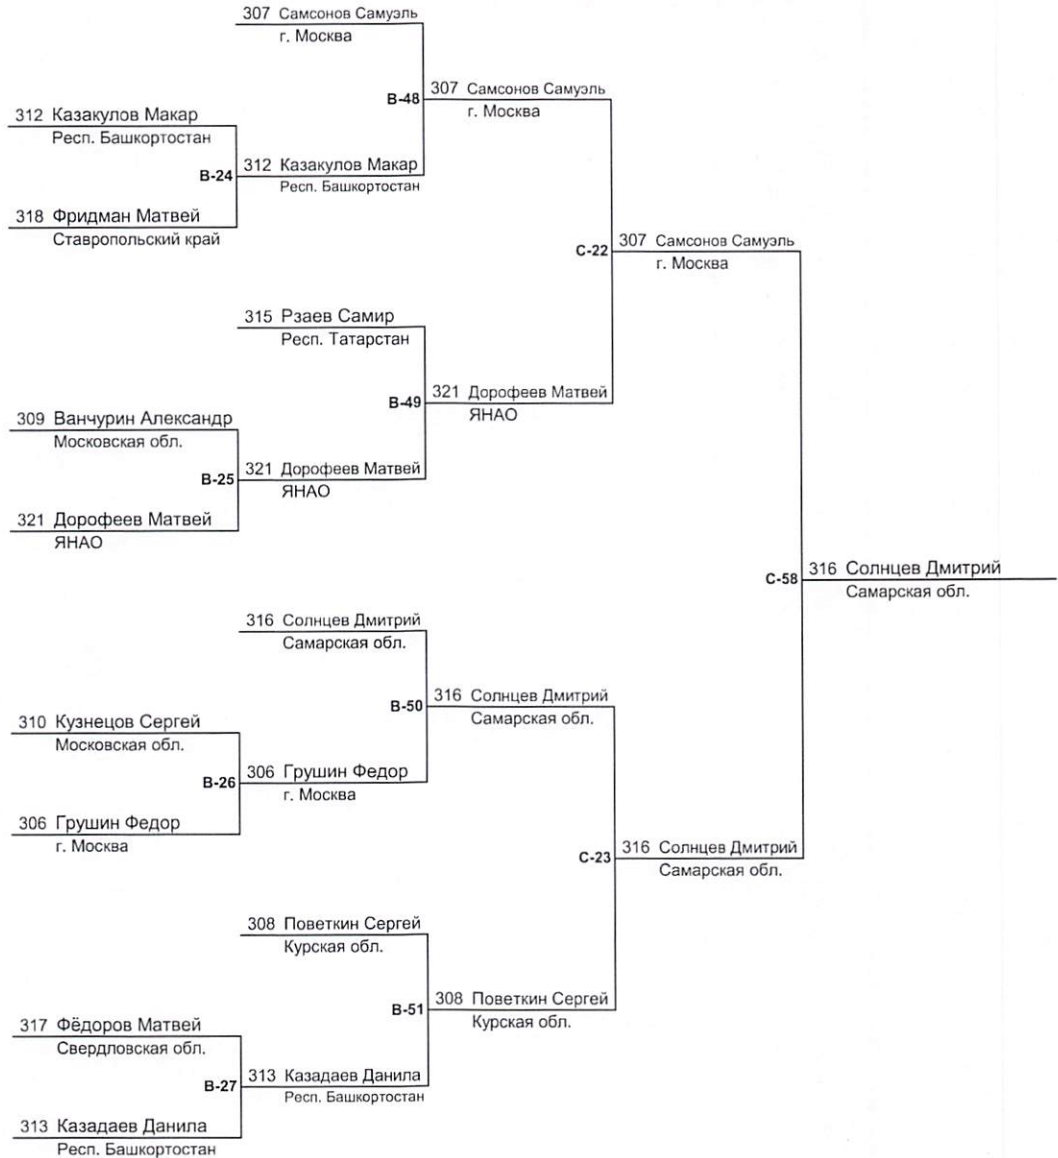 307 Самсонов Самуэль
г. Москва
B-48
307 Самсонов Самуэль
г. Москва
312 Казакулов Макар
Респ. Башкортостан
B-24
312 Казакулов Макар
Респ. Башкортостан
318 Фридман Матвей
Ставропольский край
C-22
307 Самсонов Самуэль
г. Москва
315 Рзаев Самир
Респ. Татарстан
B-49
321 Дорофеев Матвей
ЯНАО
309 Ванчурин Александр
Московская обл.
B-25
321 Дорофеев Матвей
ЯНАО
321 Дорофеев Матвей
ЯНАО
C-58
316 Солнцев Дмитрий
Самарская обл.
316 Солнцев Дмитрий
Самарская обл.
B-50
316 Солнцев Дмитрий
Самарская обл.
310 Кузнецов Сергей
Московская обл.
B-26
306 Грушин Федор
г. Москва
306 Грушин Федор
г. Москва
C-23
316 Солнцев Дмитрий
Самарская обл.
308 Поветкин Сергей
Курская обл.
B-51
308 Поветкин Сергей
Курская обл.
317 Фёдоров Матвей
Свердловская обл.
B-27
313 Казадаев Данила
Респ. Башкортостан
313 Казадаев Данила
Респ. Башкортостан